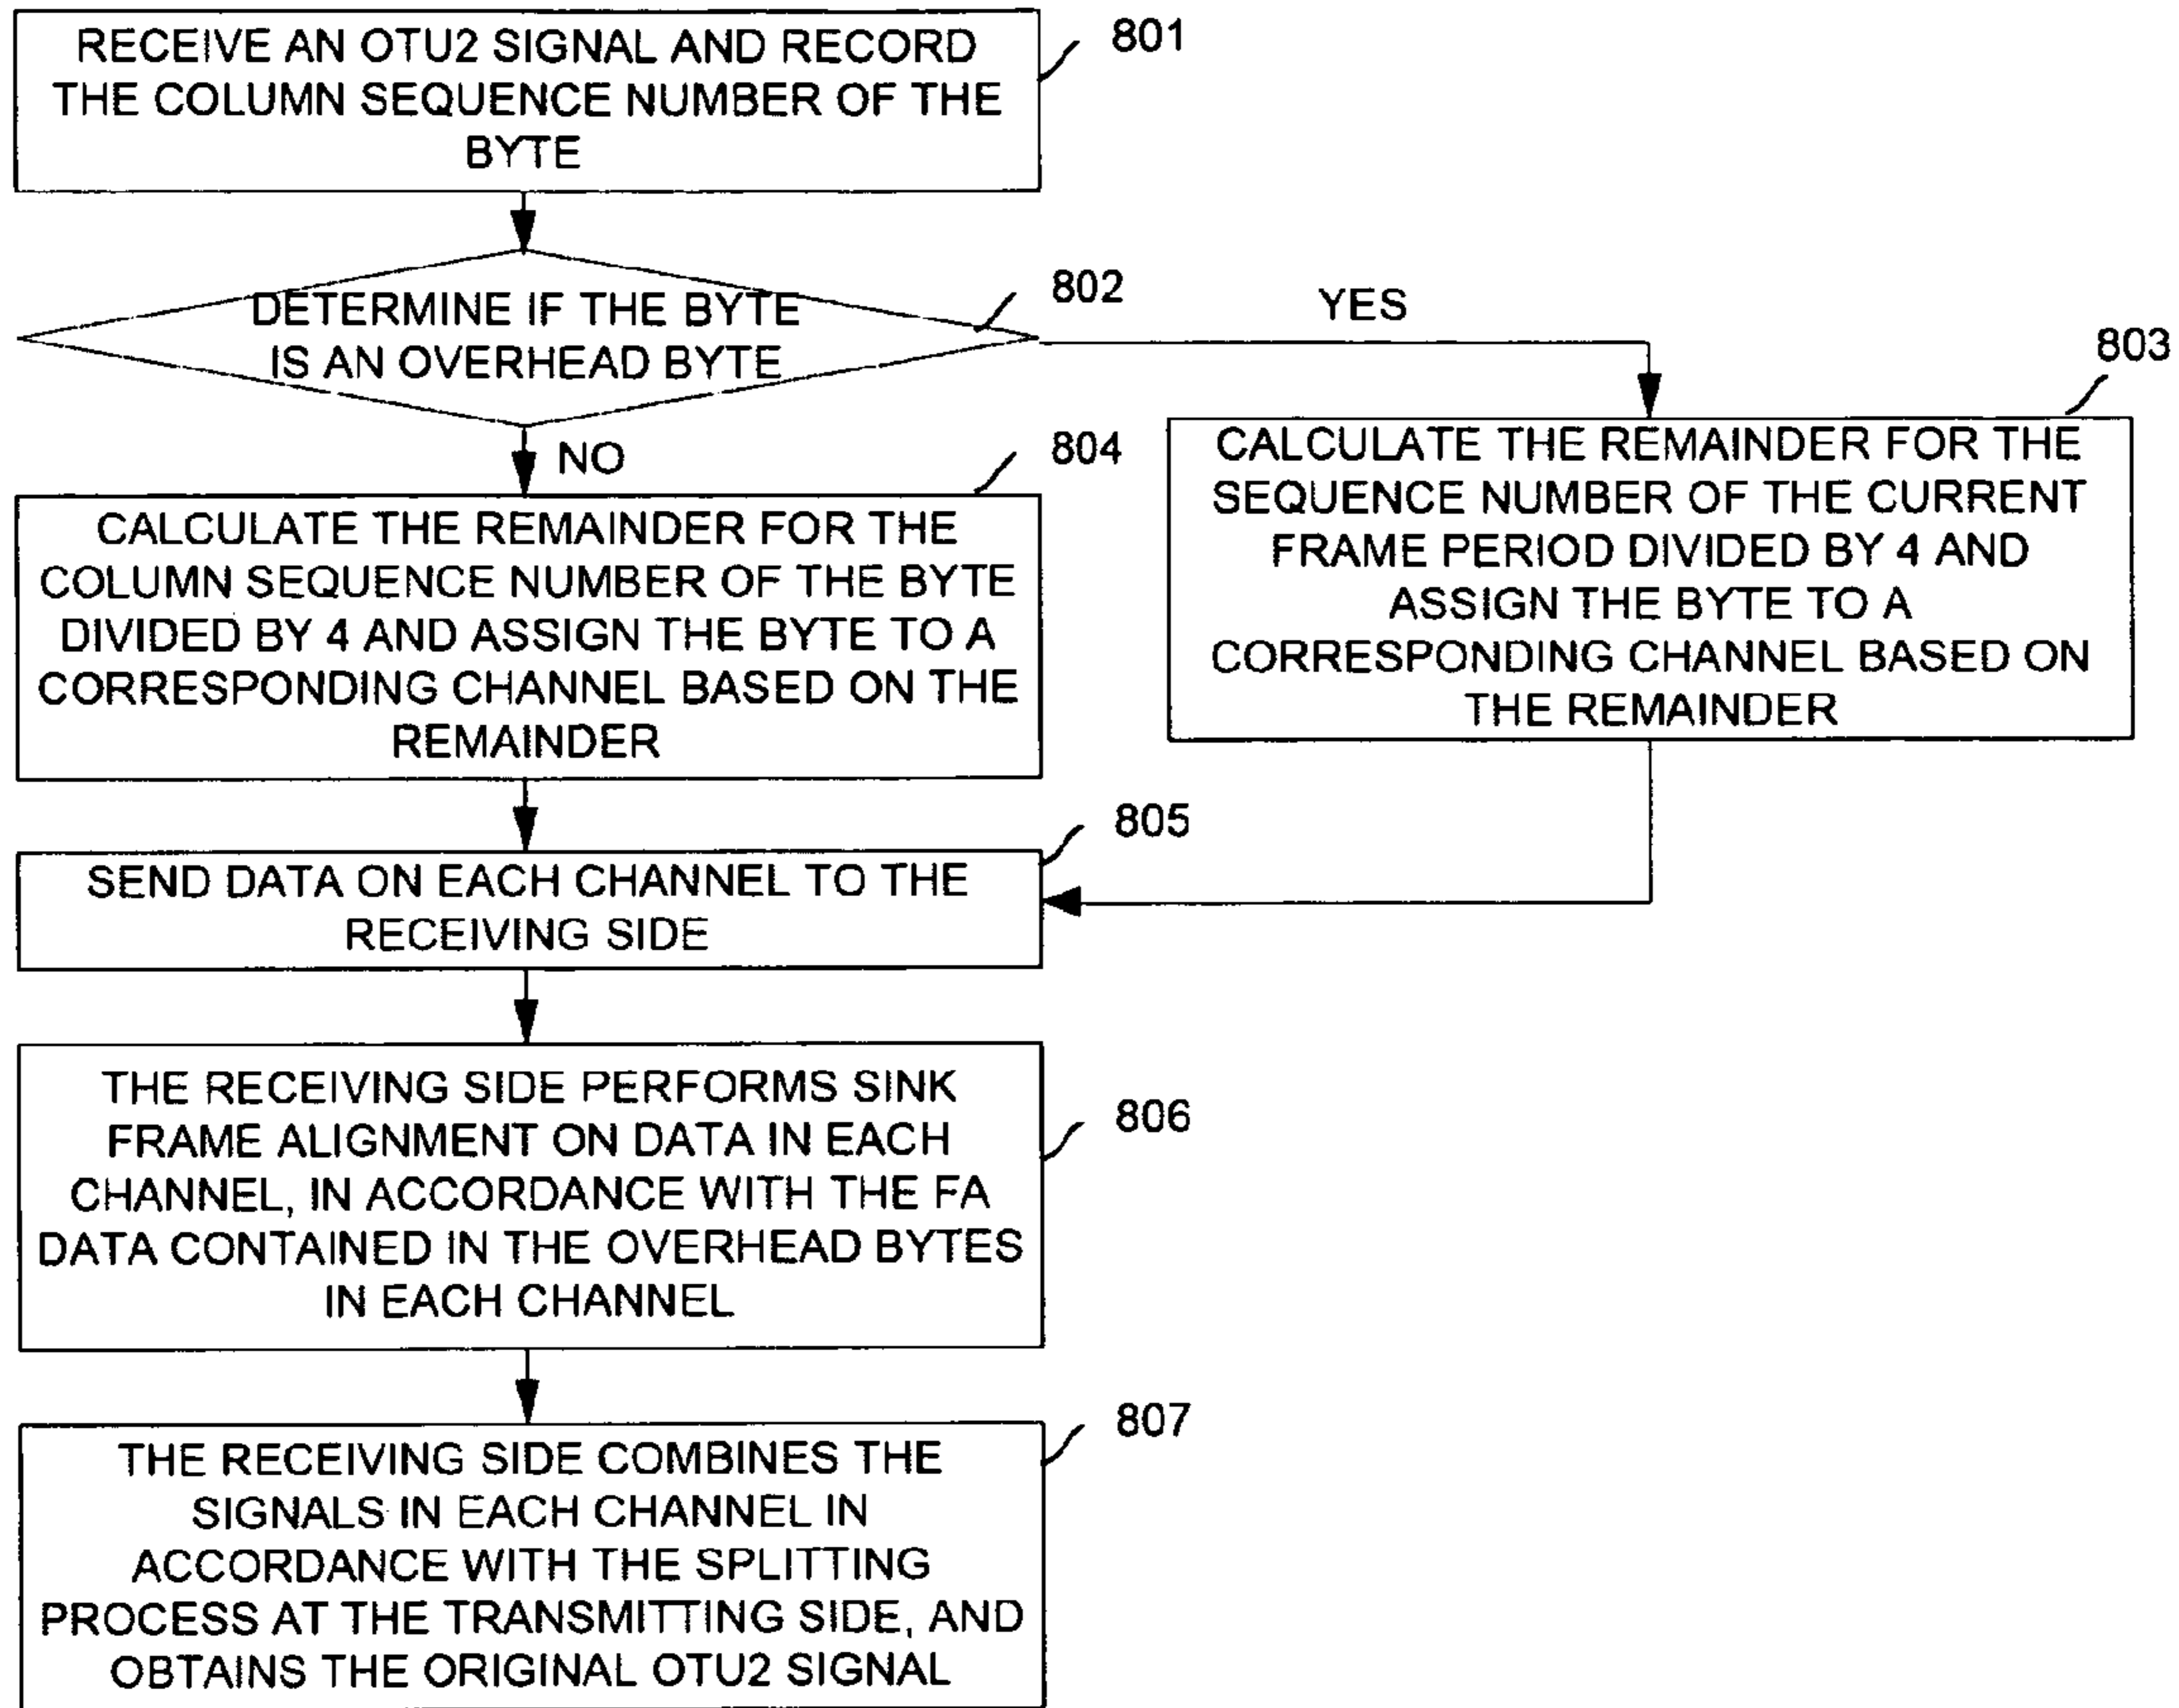 RECEIVE AN OTU2 SIGNAL AND RECORD
THE COLUMN SEQUENCE NUMBER OF THE
BYTE
801
DETERMINE IF THE BYTE
IS AN OVERHEAD BYTE
802
YES
803
NO
804
CALCULATE THE REMAINDER FOR THE
SEQUENCE NUMBER OF THE CURRENT
FRAME PERIOD DIVIDED BY 4 AND
ASSIGN THE BYTE TO A
CORRESPONDING CHANNEL BASED ON
THE REMAINDER
CALCULATE THE REMAINDER FOR THE
COLUMN SEQUENCE NUMBER OF THE BYTE
DIVIDED BY 4 AND ASSIGN THE BYTE TO A
CORRESPONDING CHANNEL BASED ON THE
REMAINDER
805
SEND DATA ON EACH CHANNEL TO THE
RECEIVING SIDE
806
THE RECEIVING SIDE PERFORMS SINK
FRAME ALIGNMENT ON DATA IN EACH
CHANNEL, IN ACCORDANCE WITH THE FA
DATA CONTAINED IN THE OVERHEAD BYTES
IN EACH CHANNEL
807
THE RECEIVING SIDE COMBINES THE
SIGNALS IN EACH CHANNEL IN
ACCORDANCE WITH THE SPLITTING
PROCESS AT THE TRANSMITTING SIDE, AND
OBTAINS THE ORIGINAL OTU2 SIGNAL